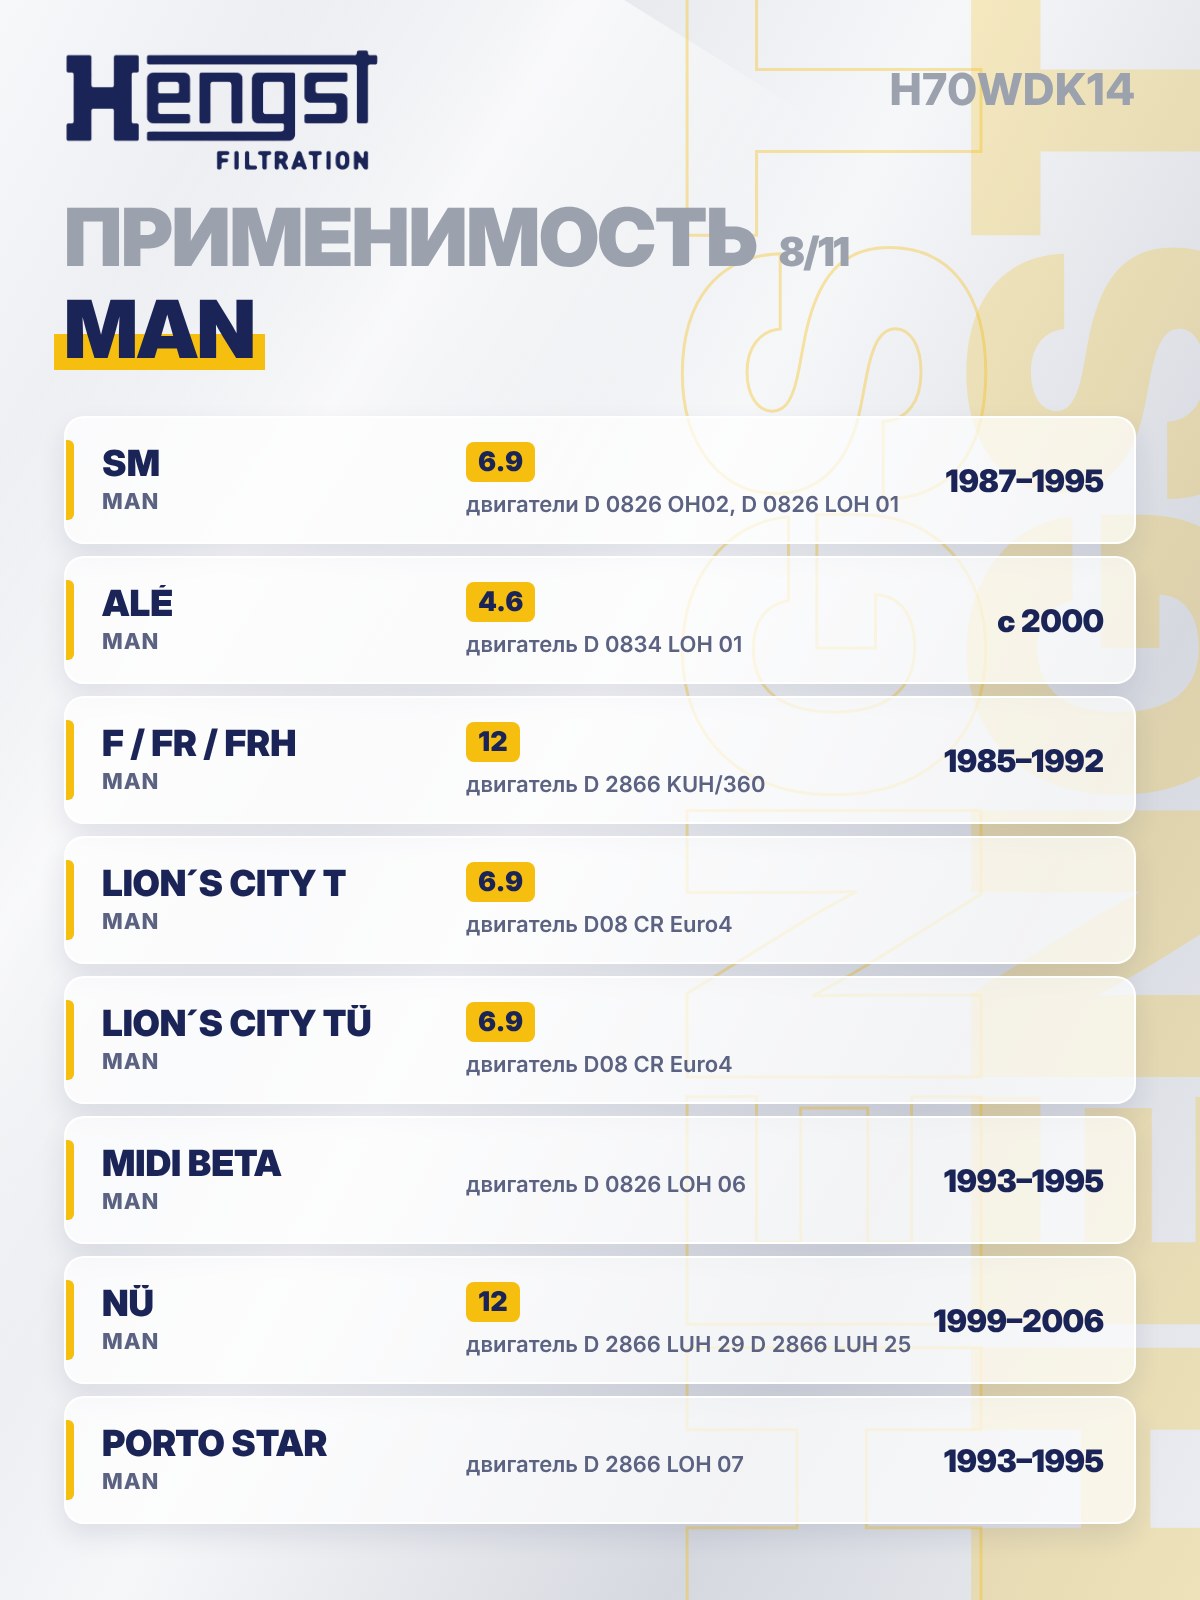 Hengst
FILTRATION
H70WDK14
ПРИМЕНИМОСТЬ 8/11
MAN
SM
MAN
6.9
двигатели D 0826 OH02, D 0826 LOH 01
1987–1995
ALÉ
MAN
4.6
двигатель D 0834 LOH 01
с 2000
F / FR / FRH
MAN
12
двигатель D 2866 KUH/360
1985–1992
LION´S CITY T
MAN
6.9
двигатель D08 CR Euro4
LION´S CITY TÜ
MAN
6.9
двигатель D08 CR Euro4
MIDI BETA
MAN
двигатель D 0826 LOH 06
1993–1995
NÜ
MAN
12
двигатель D 2866 LUH 29 D 2866 LUH 25
1999–2006
PORTO STAR
MAN
двигатель D 2866 LOH 07
1993–1995
HENGST
HENGST